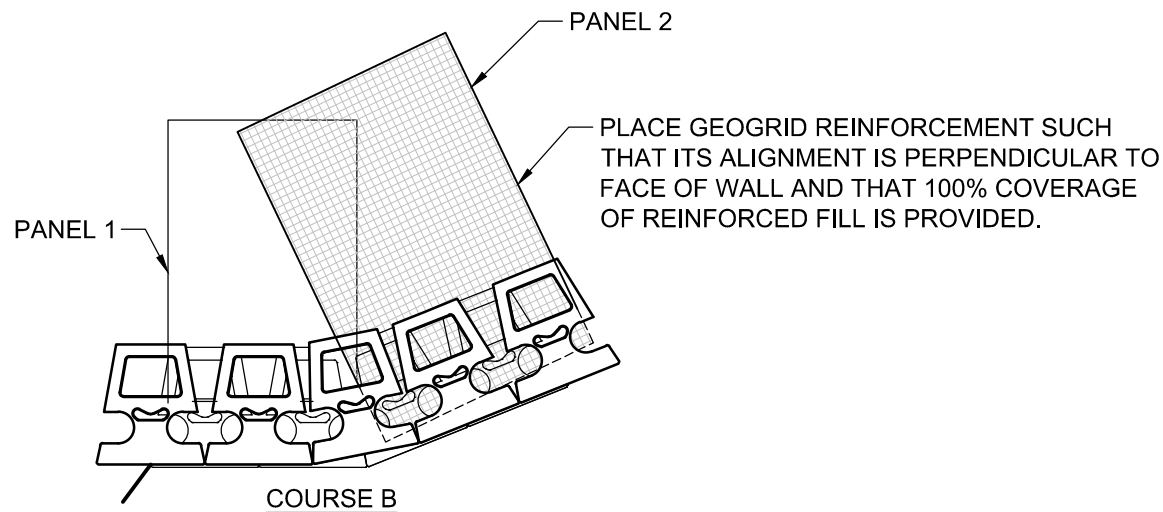 PANEL 2
PLACE GEOGRID REINFORCEMENT SUCH
THAT ITS ALIGNMENT IS PERPENDICULAR TO
FACE OF WALL AND THAT 100% COVERAGE
OF REINFORCED FILL IS PROVIDED.
PANEL 1
COURSE B